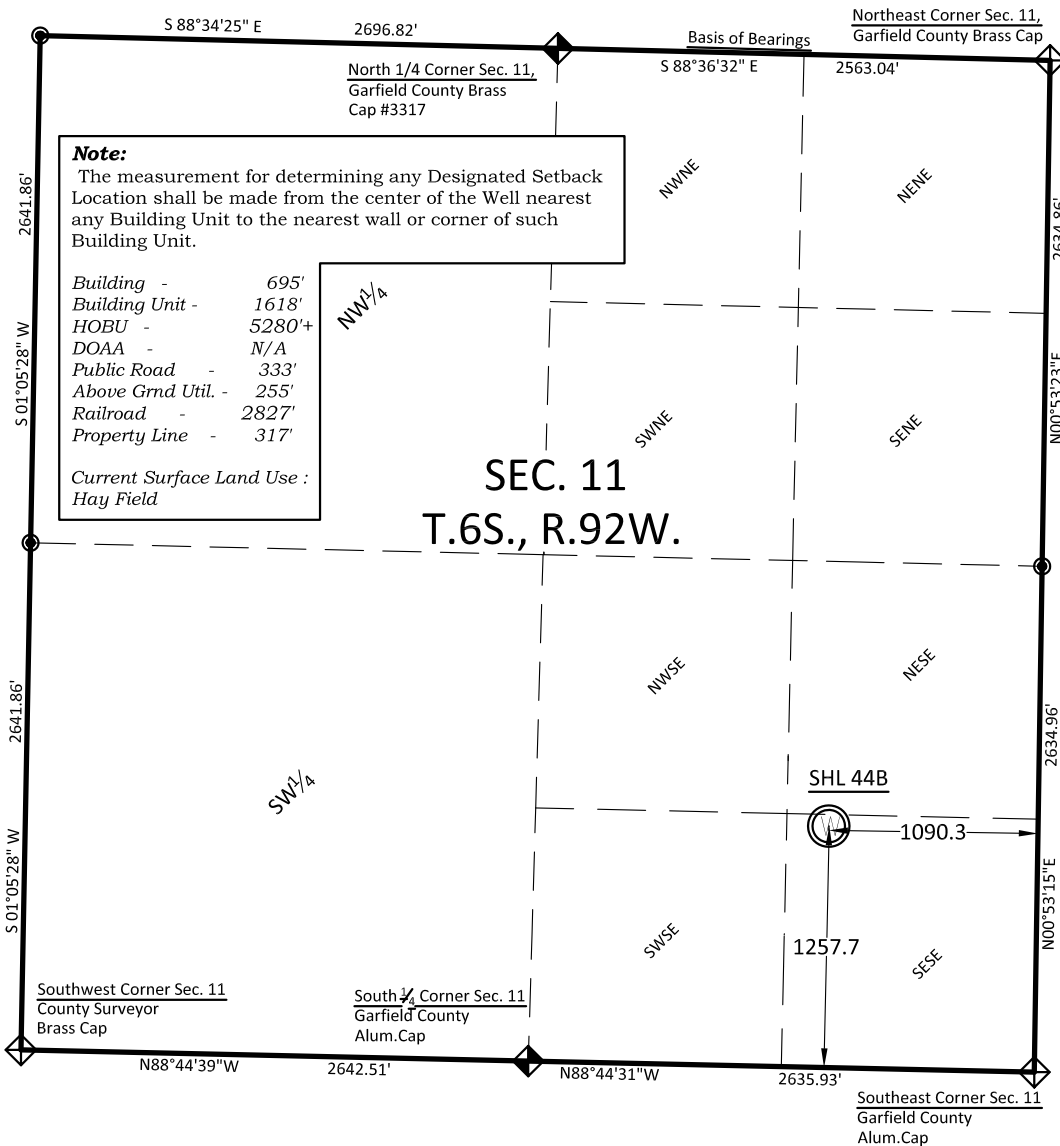 S 88°34'25" E 2696.82'
Northeast Corner Sec. 11,
Garfield County Brass Cap
Basis of Bearings
S 88°36'32" E 2563.04'
North 1/4 Corner Sec. 11,
Garfield County Brass
Cap #3317
Note:
The measurement for determining any Designated Setback
Location shall be made from the center of the Well nearest
any Building Unit to the nearest wall or corner of such
Building Unit.
Building - 695'
Building Unit - 1618'
HOBU - 5280'+
DOAA - N/A
Public Road - 333'
Above Grnd Util. - 255'
Railroad - 2827'
Property Line - 317'
Current Surface Land Use :
Hay Field
2641.86'
S 01°05'28" W
NW1/4
NWNE
NENE
2634.86'
N00°53'23"E
SWNE
SENE
SEC. 11
T.6S., R.92W.
2641.86'
S 01°05'28" W
SW1/4
NWSE
NESE
2634.96'
N00°53'15"E
SHL 44B
W
1090.3
1257.7
SWSE
SESE
Southwest Corner Sec. 11
County Surveyor
Brass Cap
South 1/4 Corner Sec. 11
Garfield County
Alum.Cap
N88°44'39"W 2642.51'
N88°44'31"W 2635.93'
Southeast Corner Sec. 11
Garfield County
Alum.Cap